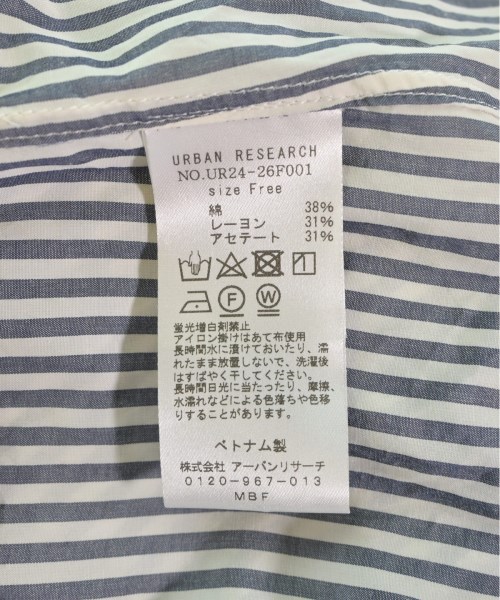 URBAN RESEARCH
NO.UR24-26F001
size Free
綿 38%
レーヨン 31%
アセテート 31%
F W
蛍光増白剤禁止
アイロン掛けはあて布使用
長時間水に漬けておいたり、濡
れたまま放置しないで、洗濯後
はすばやく干してください。
長時間日光に当たったり、摩擦、
水濡れなどによる色落ちや色移
りすることがあります。
ベトナム製
株式会社 アーバンリサーチ
0120-967-013
MBF